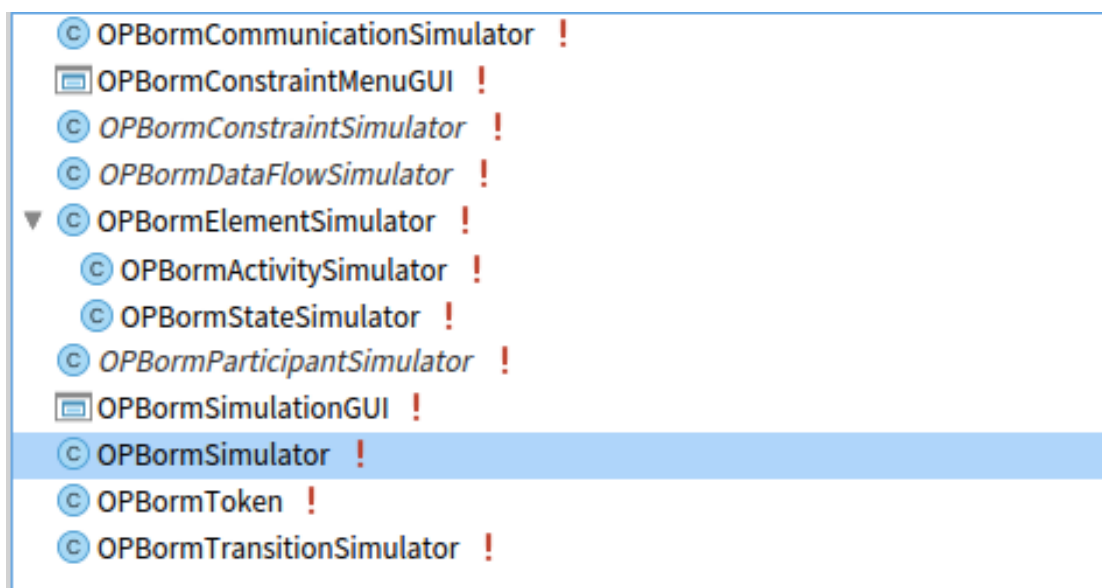 C OPBormCommunicationSimulator !
OPBormConstraintMenuGUI !
C OPBormConstraintSimulator !
C OPBormDataFlowSimulator !
C OPBormElementSimulator !
C OPBormActivitySimulator !
C OPBormStateSimulator !
C OPBormParticipantSimulator !
OPBormSimulationGUI !
C OPBormSimulator !
C OPBormToken !
C OPBormTransitionSimulator !